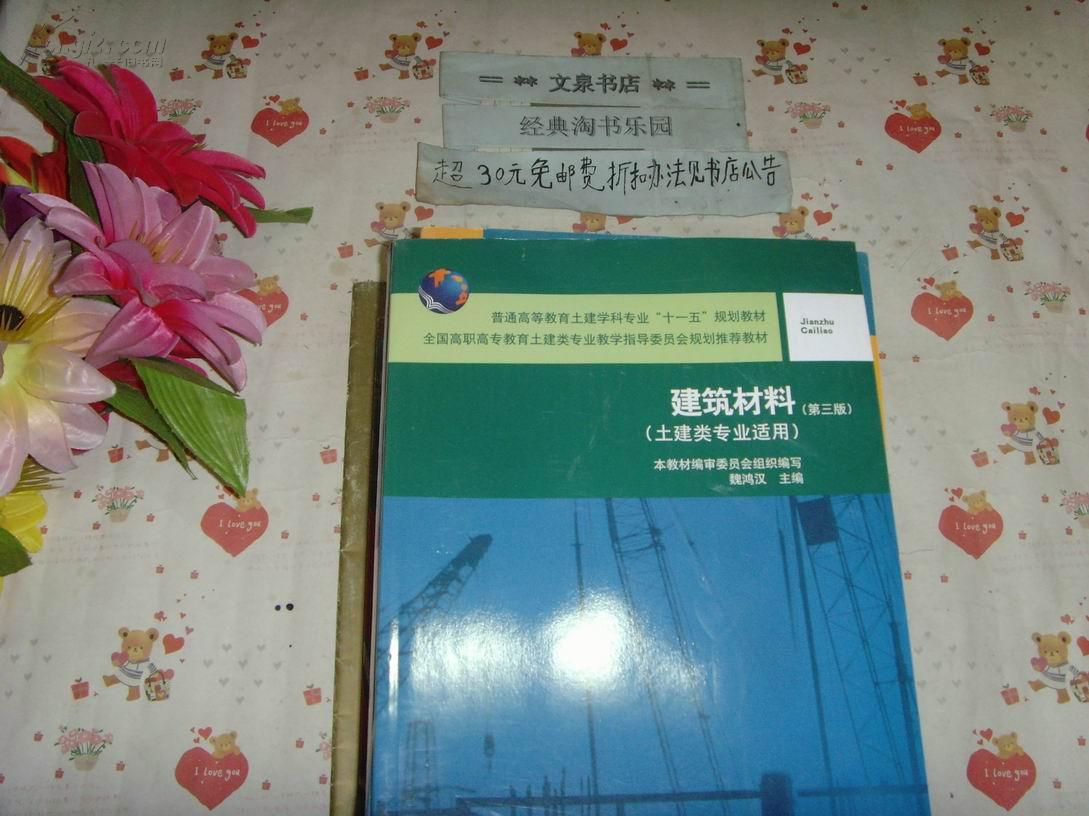 == ** 文泉书店 ** ==
经典淘书乐园
超30元免邮费折扣办法见书店公告
普通高等教育土建学科专业“十一五”规划教材
全国高职高专教育土建类专业教学指导委员会规划推荐教材
Jianzhu
Cailiao
建筑材料(第三版)
(土建类专业适用)
本教材编审委员会组织编写
魏鸿汉 主编
I love you
I love you
I love you
I love you
I love you
I love you